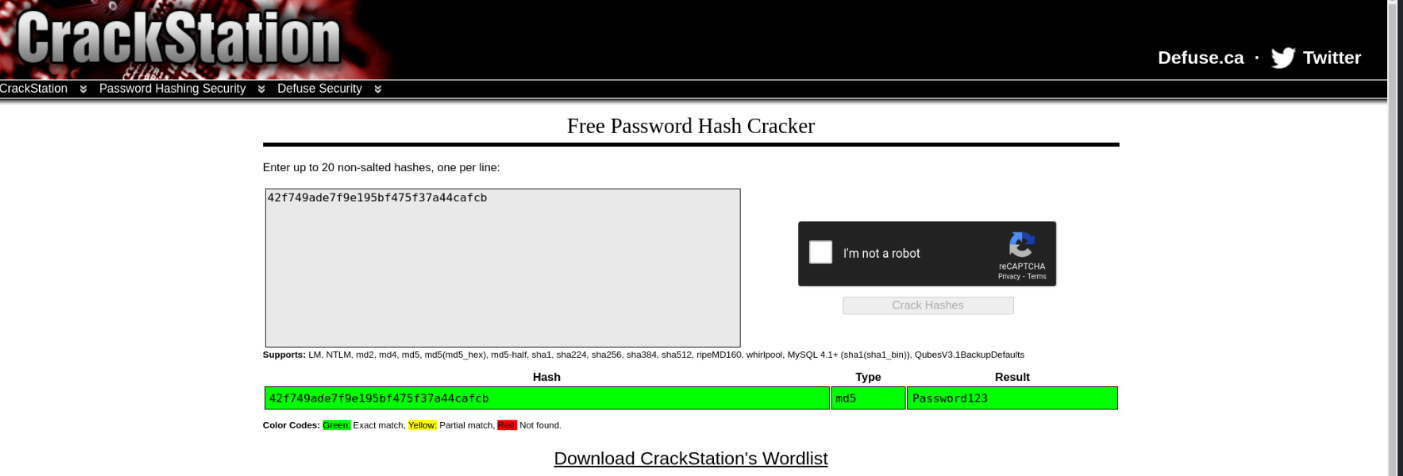 CrackStation
Defuse.ca · Twitter
CrackStation Password Hashing Security Defuse Security
Free Password Hash Cracker
Enter up to 20 non-salted hashes, one per line:
42f749ade7f9e195bf475f37a44cafcb
I'm not a robot
reCAPTCHA
Privacy - Terms
Crack Hashes
Supports: LM, NTLM, md2, md4, md5, md5(md5_hex), md5-half, sha1, sha224, sha256, sha384, sha512, ripeMD160, whirlpool, MySQL 4.1+ (sha1(sha1_bin)), QubesV3.1BackupDefaults
Hash Type Result
42f749ade7f9e195bf475f37a44cafcb md5 Password123
Color Codes: Green: Exact match, Yellow: Partial match, Red: Not found.
Download CrackStation's Wordlist